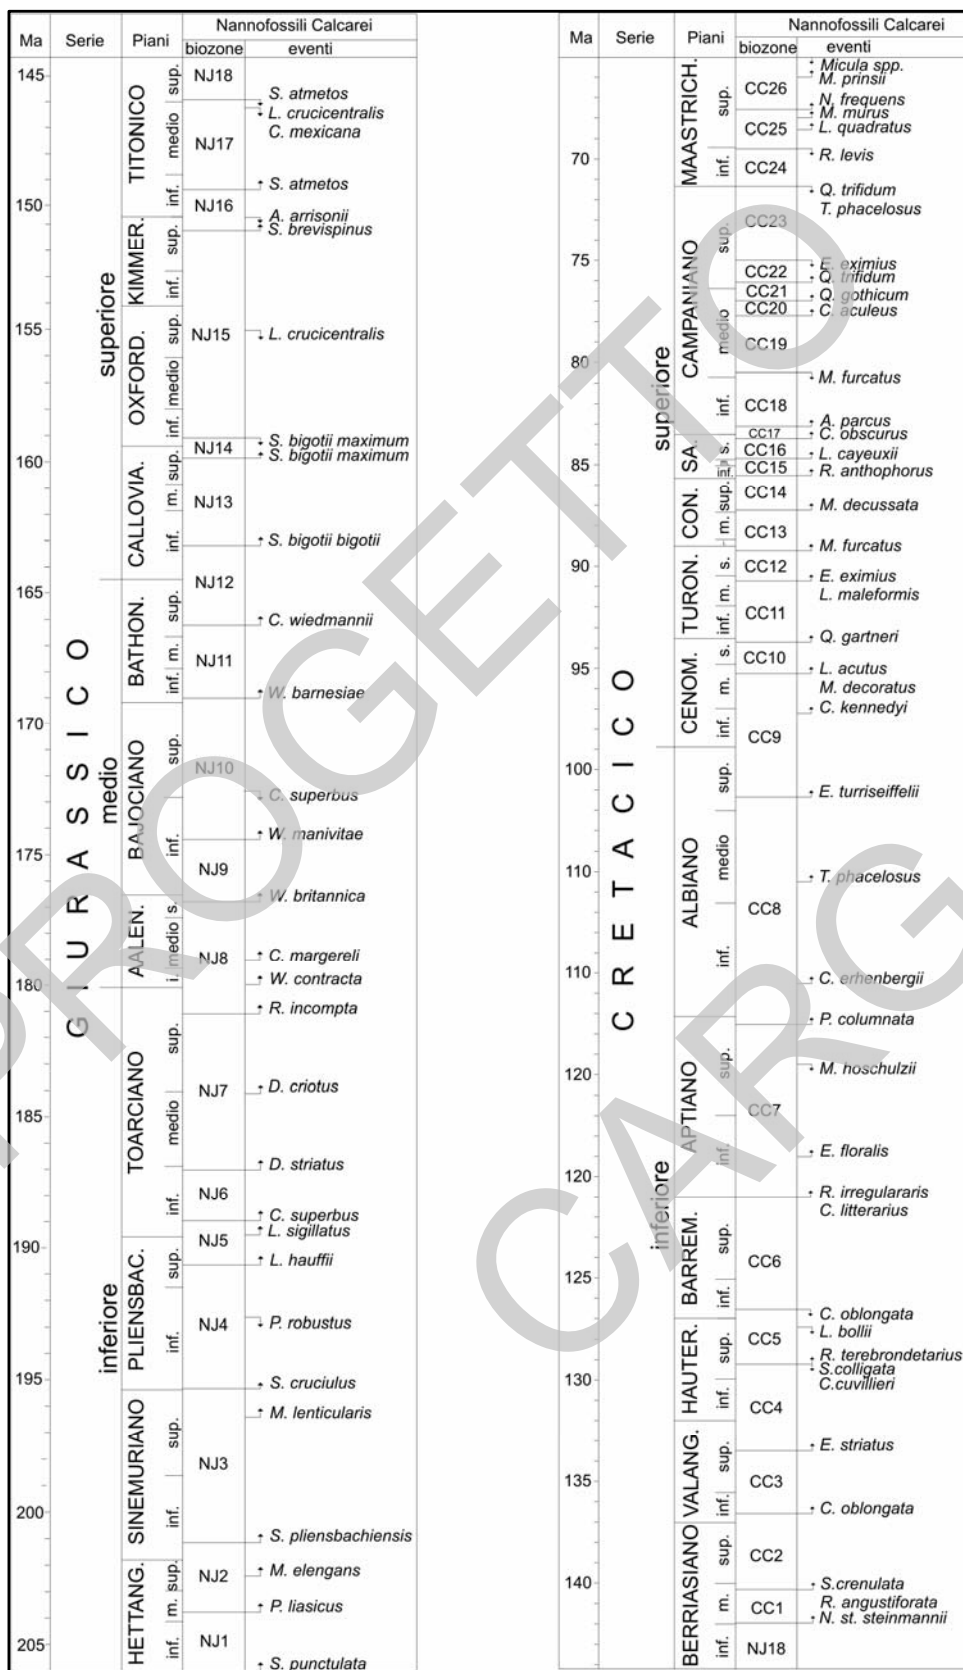 Nannofossili Calcarei
Ma Serie Piani biozone eventi
145
150
155
160
165
170
175
180
185
190
195
200
205
GIURASSICO
superiore
medio
inferiore
TITONICO
sup.
medio
inf.
KIMMER.
sup.
inf.
OXFORD.
sup.
medio
inf.
CALLOVIA.
sup.
m.
inf.
BATHON.
sup.
m.
inf.
BAJOCIANO
sup.
inf.
AALEN.
s.
medio
i.
TOARCIANO
sup.
medio
inf.
PLIENSBAC.
sup.
inf.
SINEMURIANO
sup.
inf.
HETTANG.
sup.
m.
inf.
NJ18
NJ17
NJ16
NJ15
NJ14
NJ13
NJ12
NJ11
NJ10
NJ9
NJ8
NJ7
NJ6
NJ5
NJ4
NJ3
NJ2
NJ1
S. atmetos
L. crucicentralis
C. mexicana
S. atmetos
A. arrisonii
S. brevispinus
L. crucicentralis
S. bigotii maximum
S. bigotii maximum
S. bigotii bigotii
C. wiedmannii
W. barnesiae
C. superbus
W. manivitae
W. britannica
C. margereli
W. contracta
R. incompta
D. criotus
D. striatus
C. superbus
L. sigillatus
L. hauffii
P. robustus
S. cruciulus
M. lenticularis
S. pliensbachiensis
M. elengans
P. liasicus
S. punctulata
Nannofossili Calcarei
Ma Serie Piani biozone eventi
70
75
80
85
90
95
100
110
110
120
120
125
130
135
140
CRETACICO
superiore
inferiore
MAASTRICH.
sup.
inf.
CAMPANIANO
sup.
medio
inf.
SA.
s.
inf.
CON.
sup.
m.
TURON.
s.
m.
inf.
CENOM.
s.
m.
inf.
ALBIANO
sup.
medio
inf.
APTIANO
sup.
inf.
BARREM.
sup.
inf.
HAUTER.
sup.
inf.
VALANG.
sup.
inf.
BERRIASIANO
sup.
m.
inf.
CC26
CC25
CC24
CC23
CC22
CC21
CC20
CC19
CC18
CC17
CC16
CC15
CC14
CC13
CC12
CC11
CC10
CC9
CC8
CC7
CC6
CC5
CC4
CC3
CC2
CC1
NJ18
Micula spp.
M. prinsii
N. frequens
M. murus
L. quadratus
R. levis
Q. trifidum
T. phacelosus
E. eximius
Q. trifidum
Q. gothicum
C. aculeus
M. furcatus
A. parcus
C. obscurus
L. cayeuxii
R. anthophorus
M. decussata
M. furcatus
E. eximius
L. maleformis
Q. gartneri
L. acutus
M. decoratus
C. kennedyi
E. turriseiffelii
T. phacelosus
C. erhenbergii
P. columnata
M. hoschulzii
E. floralis
R. irregulararis
C. litterarius
C. oblongata
L. bollii
R. terebrondetarius
S.colligata
C.cuvillieri
E. striatus
C. oblongata
S.crenulata
R. angustiforata
N. st. steinmannii
PROGETTO
CARG